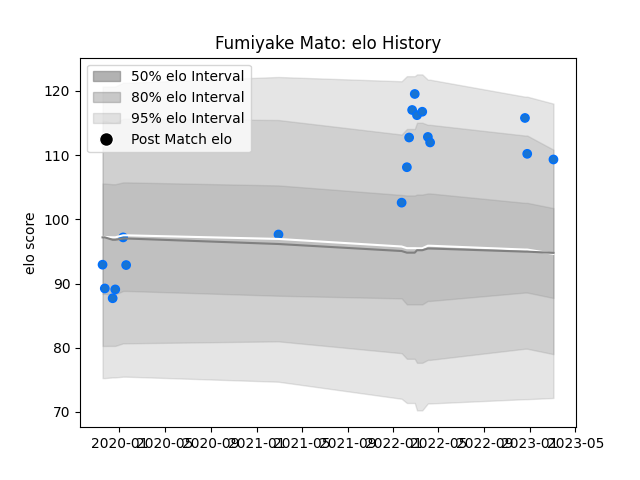 Fumiyake Mato: elo History
50% elo Interval
80% elo Interval
95% elo Interval
Post Match elo
elo score
120
110
100
90
80
70
2020-01 2020-05 2020-09 2021-01 2021-05 2021-09 2022-01 2022-05 2022-09 2023-01 2023-05